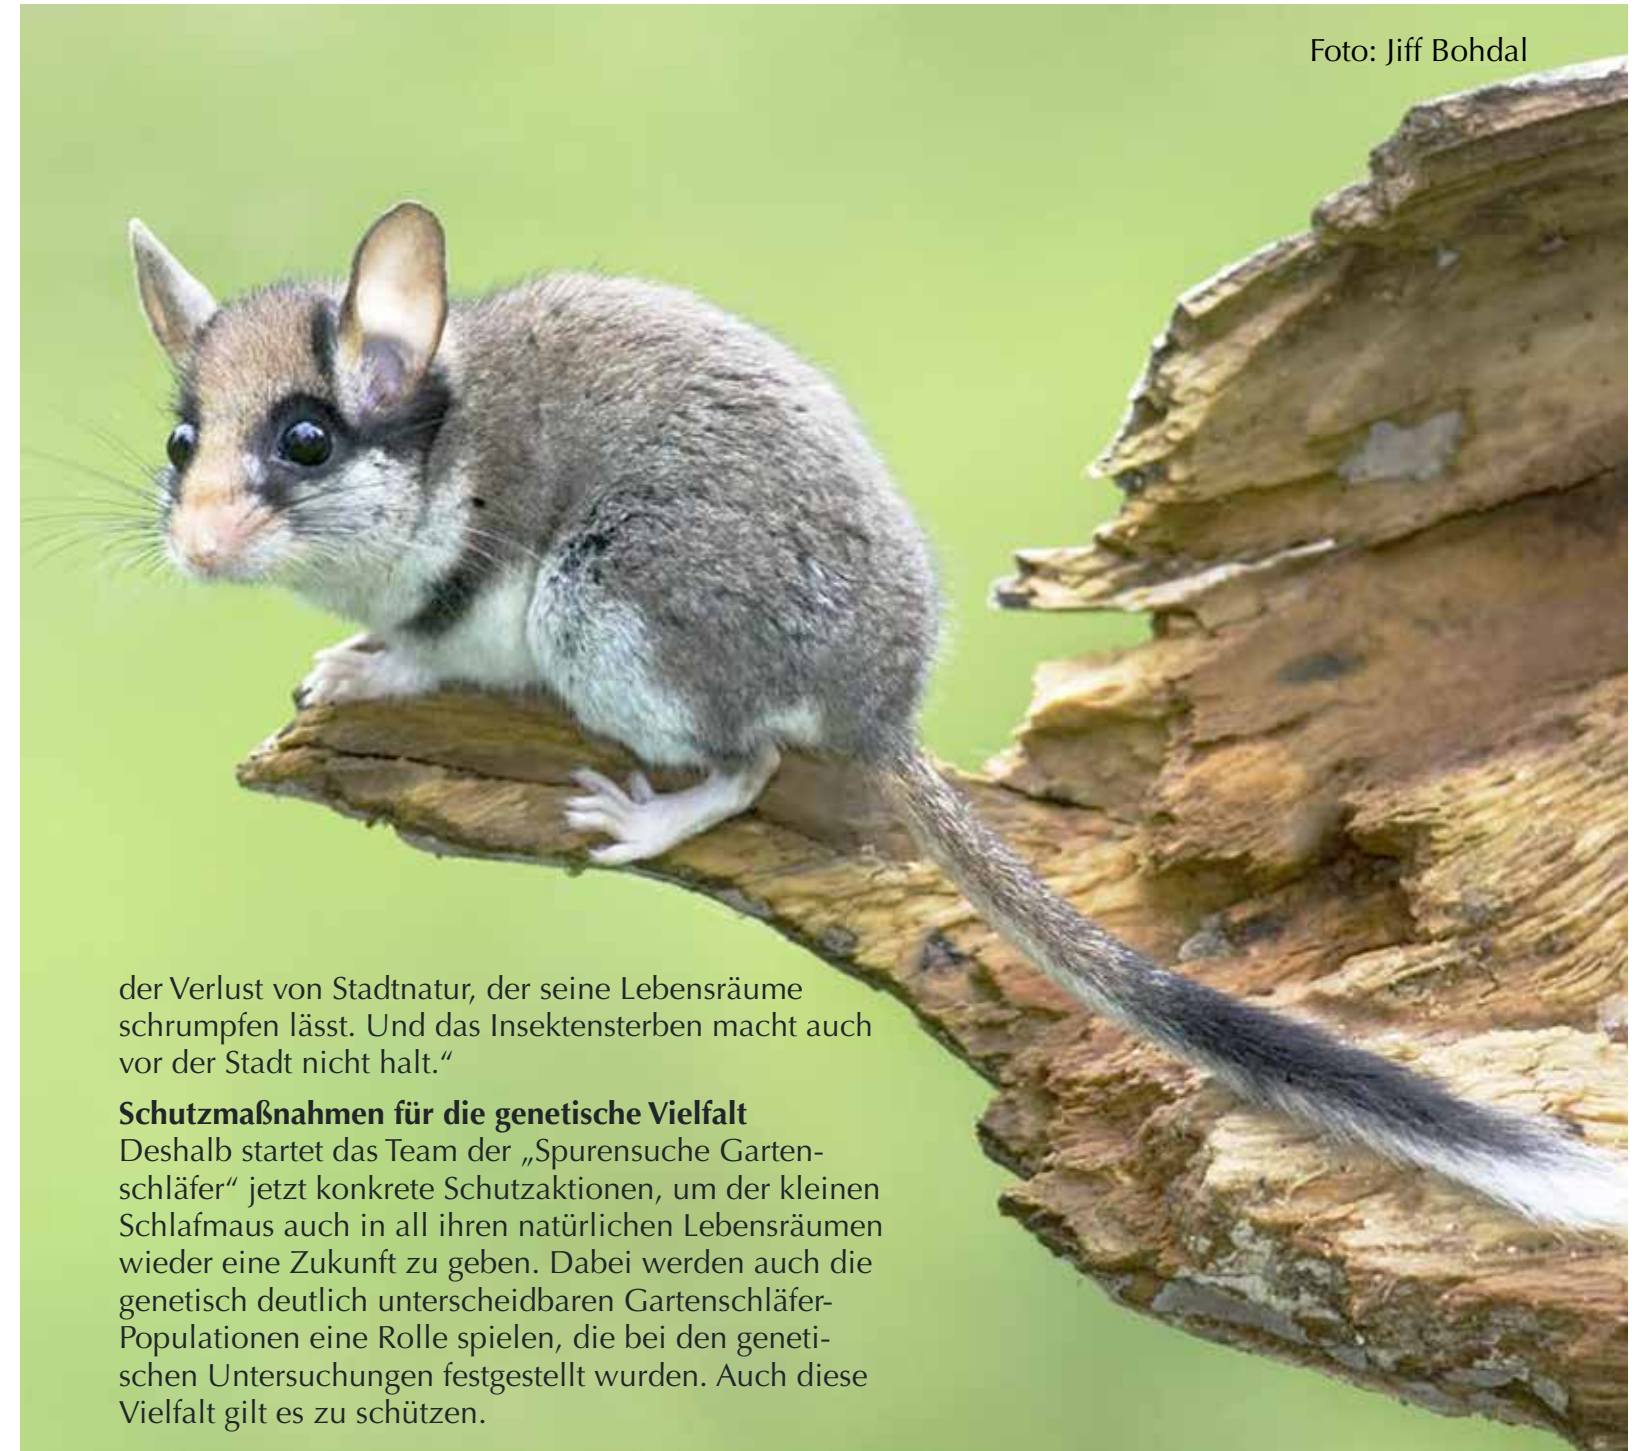 Foto: Jiff Bohdal
der Verlust von Stadtnatur, der seine Lebensräume
schrumpfen lässt. Und das Insektensterben macht auch
vor der Stadt nicht halt.“
Schutzmaßnahmen für die genetische Vielfalt
Deshalb startet das Team der „Spurensuche Garten-
schläfer“ jetzt konkrete Schutzaktionen, um der kleinen
Schlafmaus auch in all ihren natürlichen Lebensräumen
wieder eine Zukunft zu geben. Dabei werden auch die
genetisch deutlich unterscheidbaren Gartenschläfer-
Populationen eine Rolle spielen, die bei den geneti-
schen Untersuchungen festgestellt wurden. Auch diese
Vielfalt gilt es zu schützen.